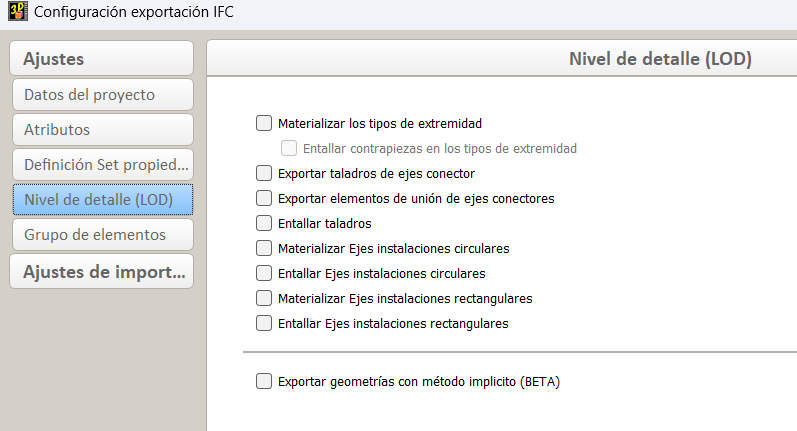 Configuración exportación IFC
Ajustes
Datos del proyecto
Atributos
Definición Set propied...
Nivel de detalle (LOD)
Grupo de elementos
Ajustes de import...
Nivel de detalle (LOD)
Materializar los tipos de extremidad
Entallar contrapiezas en los tipos de extremidad
Exportar taladros de ejes conector
Exportar elementos de unión de ejes conectores
Entallar taladros
Materializar Ejes instalaciones circulares
Entallar Ejes instalaciones circulares
Materializar Ejes instalaciones rectangulares
Entallar Ejes instalaciones rectangulares
Exportar geometrías con método implicito (BETA)